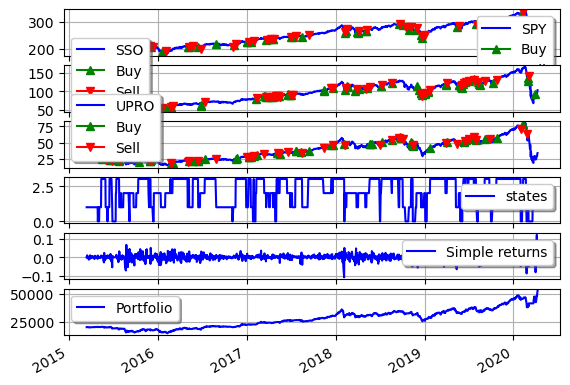 300
200
SPY
Buy
SSO
Buy
Sell
150
100
50
UPRO
Buy
Sell
75
50
25
2.5
0.0
states
0.1
0.0
−0.1
Simple returns
50000
25000
Portfolio
2015
2016
2017
2018
2019
2020